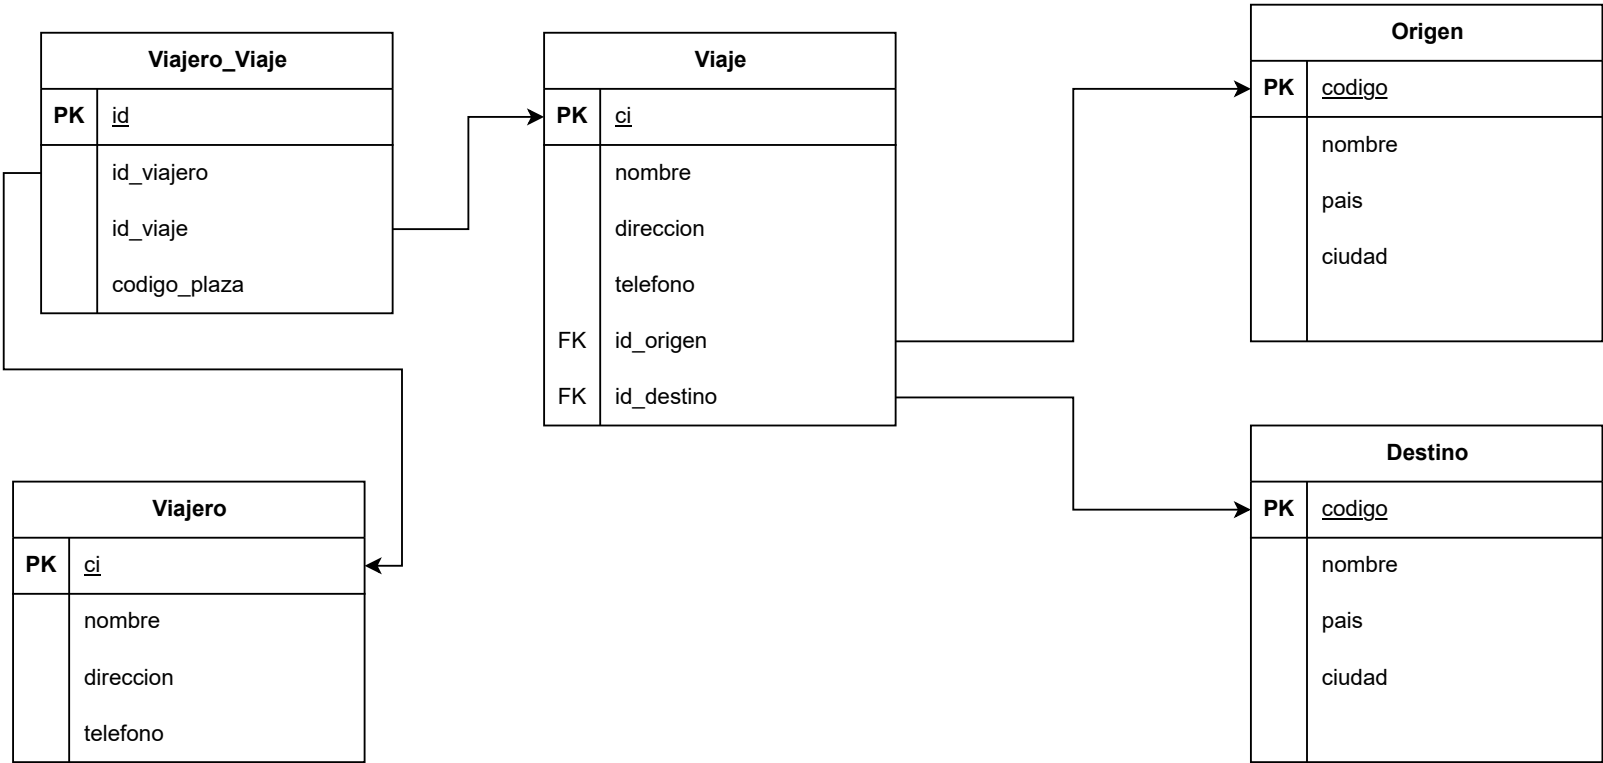 Viajero_Viaje
PK id
id_viajero
id_viaje
codigo_plaza
Viaje
PK ci
nombre
direccion
telefono
FK id_origen
FK id_destino
Origen
PK codigo
nombre
pais
ciudad
Viajero
PK ci
nombre
direccion
telefono
Destino
PK codigo
nombre
pais
ciudad